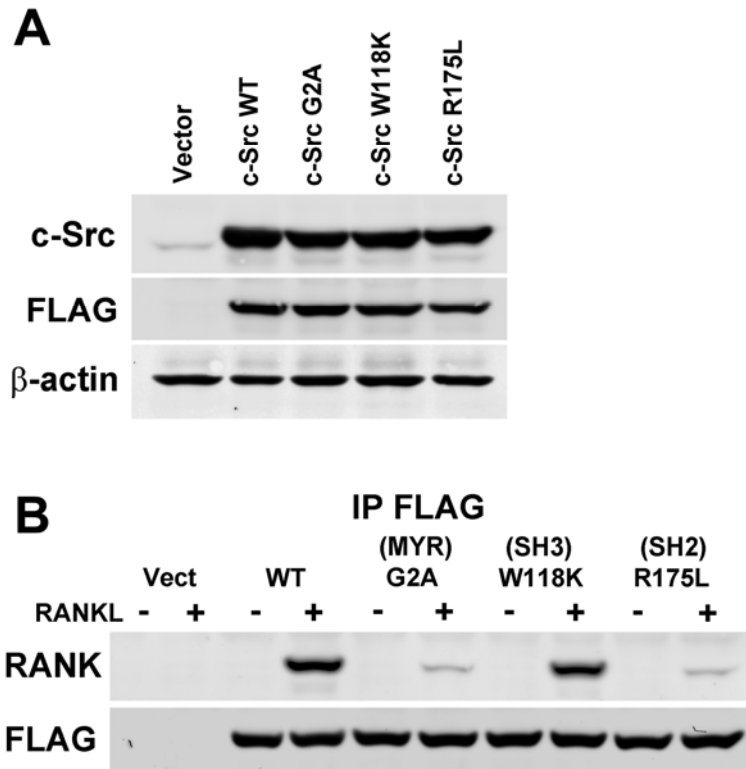 A
Vector
c-Src WT
c-Src G2A
c-Src W118K
c-Src R175L
c-Src
FLAG
β-actin
B
IP FLAG
(MYR) (SH3) (SH2)
Vect WT G2A W118K R175L
RANKL - + - + - + - + - +
RANK
FLAG